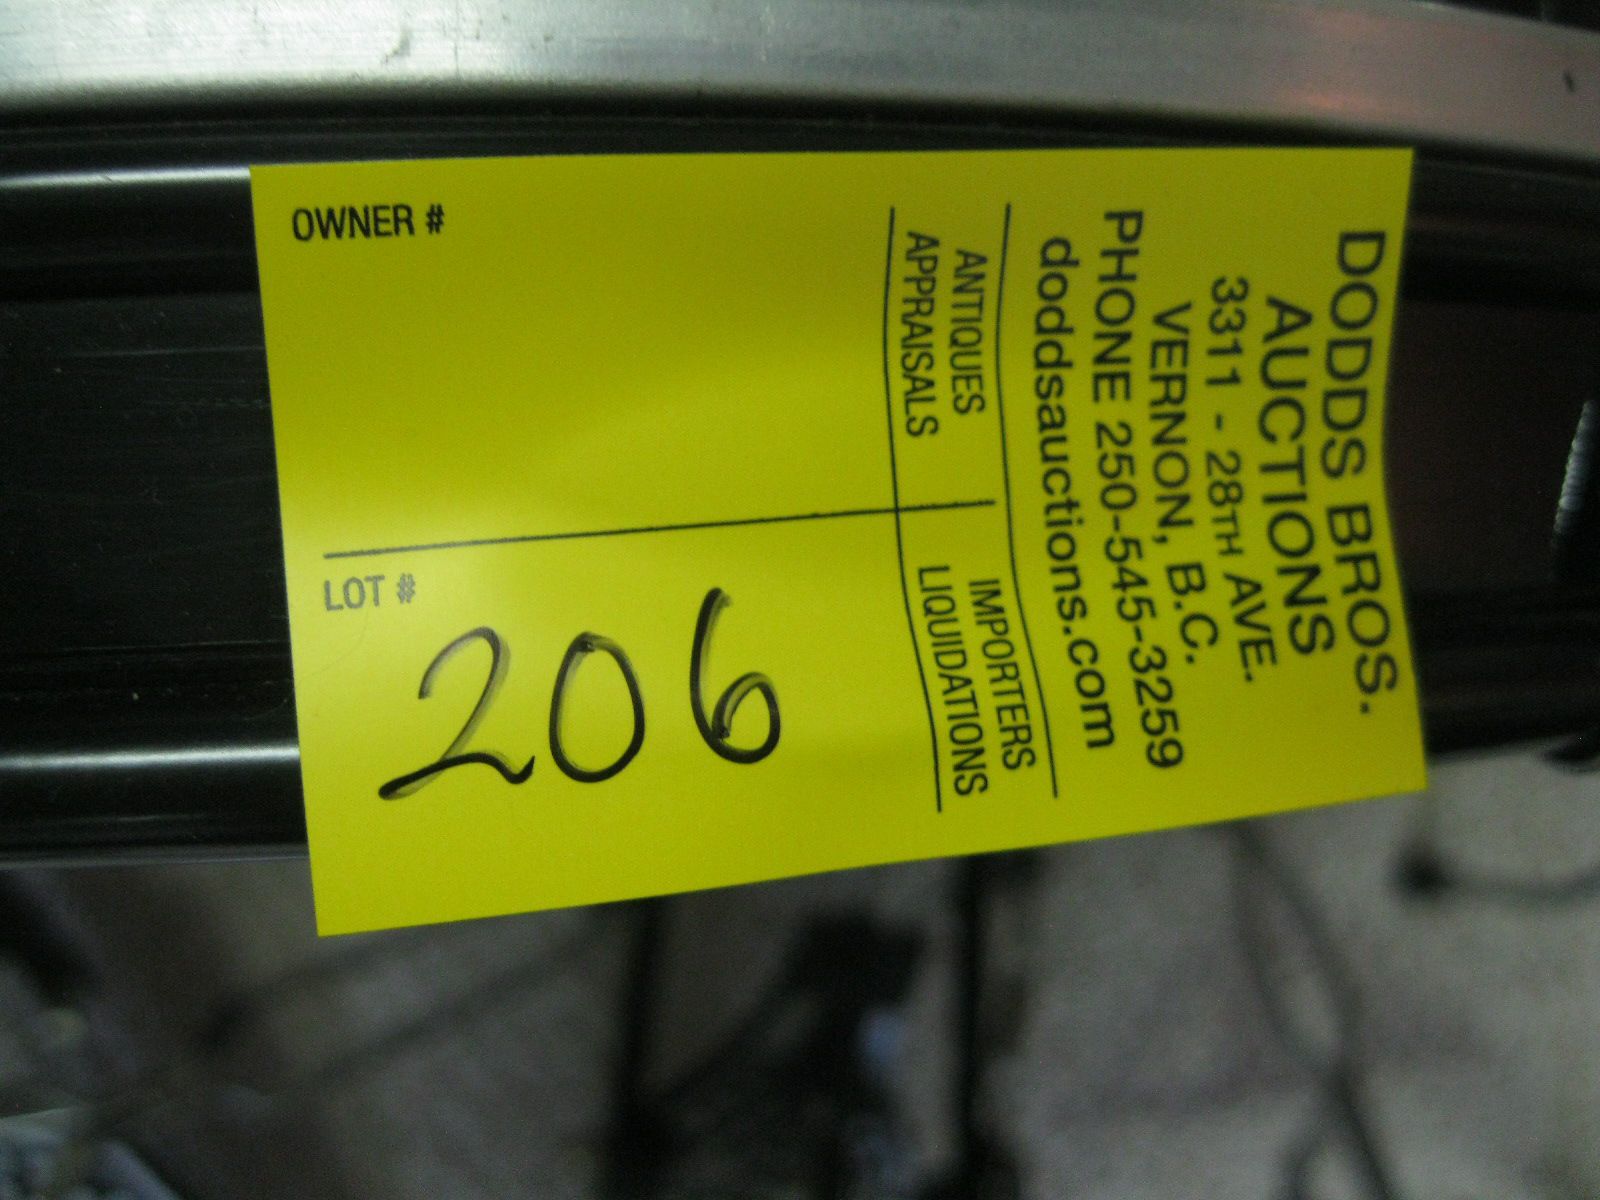 DODDS BROS.
AUCTIONS
3311 - 28TH AVE.
VERNON, B.C.
PHONE 250-545-3259
doddsauctions.com
ANTIQUES
APPRAISALS
IMPORTERS
LIQUIDATIONS
OWNER #
LOT #
206